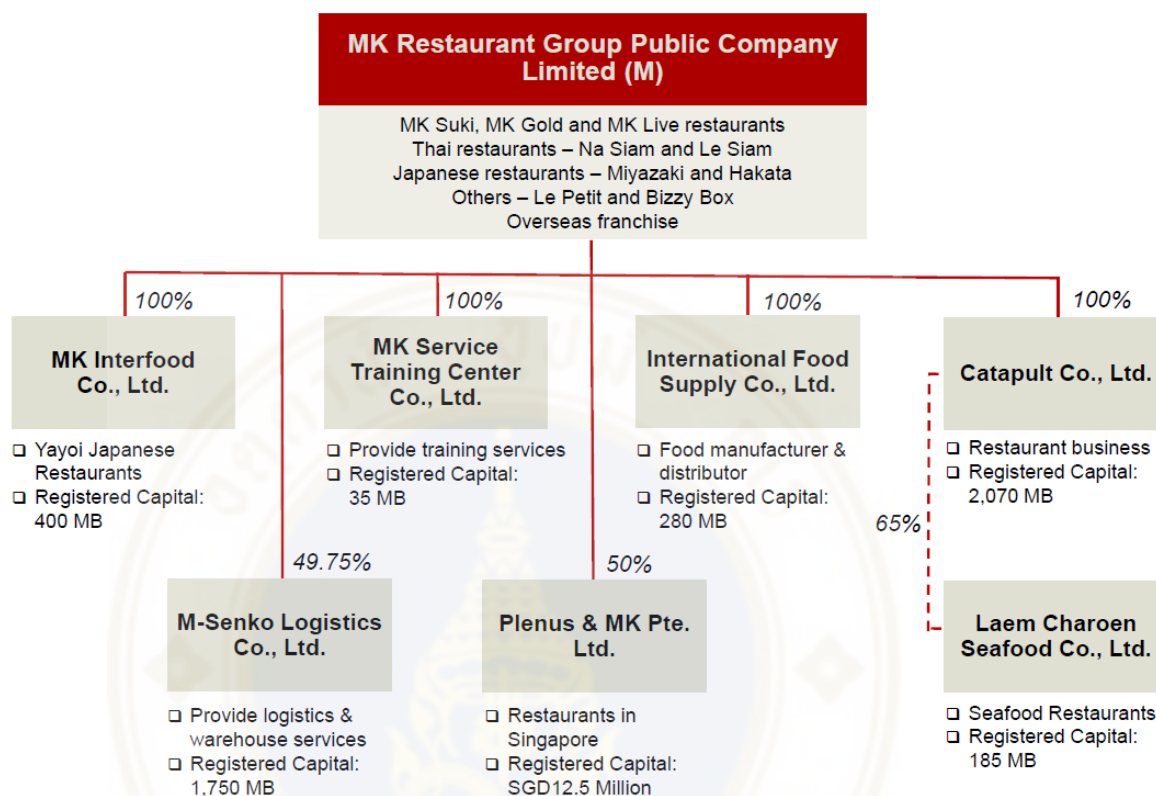 MK Restaurant Group Public Company
Limited (M)
MK Suki, MK Gold and MK Live restaurants
Thai restaurants – Na Siam and Le Siam
Japanese restaurants – Miyazaki and Hakata
Others – Le Petit and Bizzy Box
Overseas franchise
100%
MK Interfood
Co., Ltd.
❑ Yayoi Japanese
Restaurants
❑ Registered Capital:
400 MB
100%
MK Service
Training Center
Co., Ltd.
❑ Provide training services
❑ Registered Capital:
35 MB
100%
International Food
Supply Co., Ltd.
❑ Food manufacturer &
distributor
❑ Registered Capital:
280 MB
100%
Catapult Co., Ltd.
❑ Restaurant business
❑ Registered Capital:
2,070 MB
49.75%
M-Senko Logistics
Co., Ltd.
❑ Provide logistics &
warehouse services
❑ Registered Capital:
1,750 MB
50%
Plenus & MK Pte.
Ltd.
❑ Restaurants in
Singapore
❑ Registered Capital:
SGD12.5 Million
65%
Laem Charoen
Seafood Co., Ltd.
❑ Seafood Restaurants
❑ Registered Capital:
185 MB